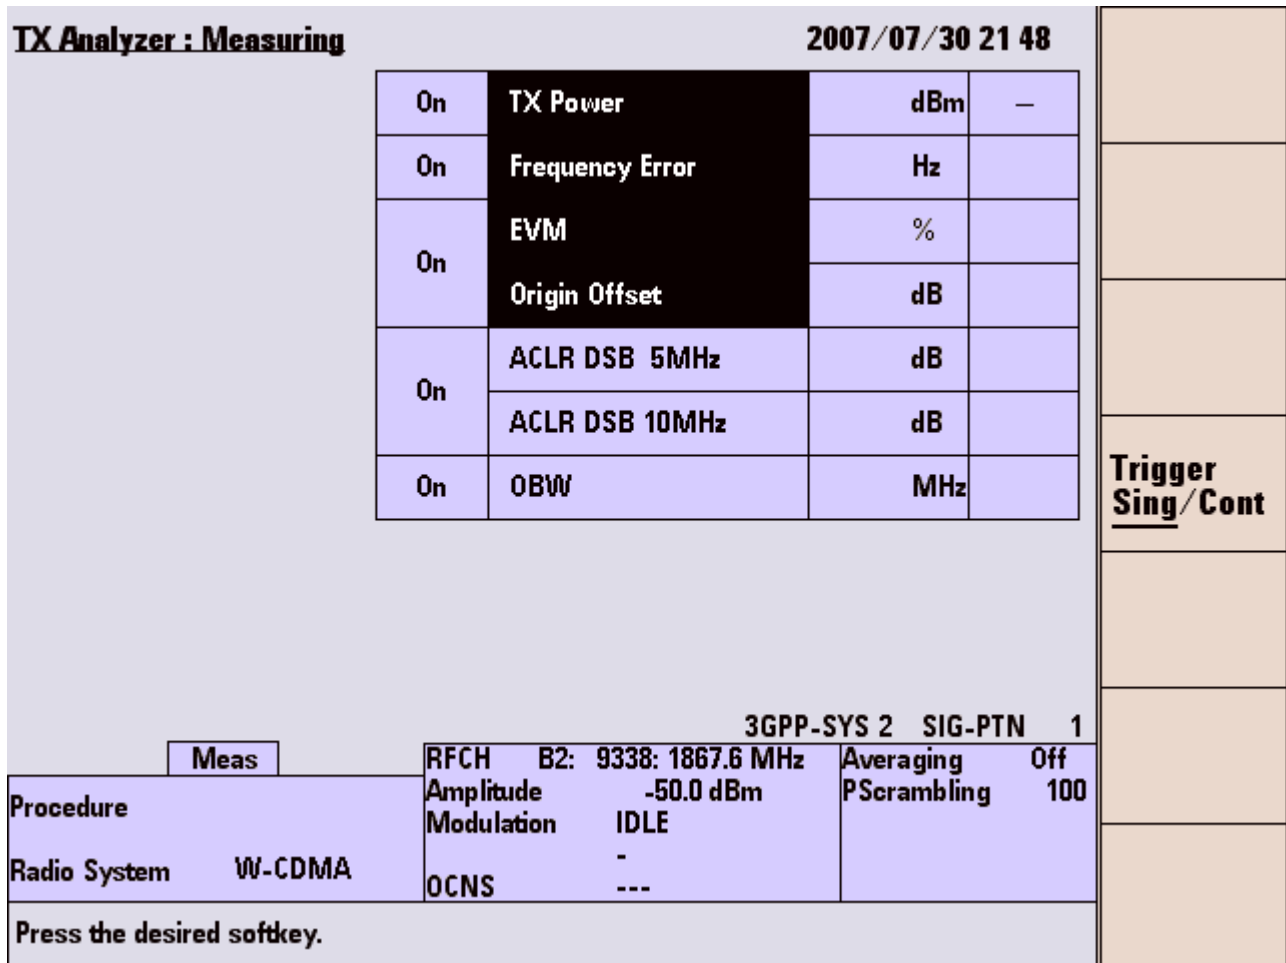 TX Analyzer : Measuring 2007/07/30 21 48
On TX Power dBm –
On Frequency Error Hz
On EVM %
Origin Offset dB
On ACLR DSB 5MHz dB
ACLR DSB 10MHz dB
On OBW MHz
Trigger
Sing/Cont
3GPP-SYS 2 SIG-PTN 1
Meas
Procedure
Radio System W-CDMA
RFCH B2: 9338: 1867.6 MHz
Amplitude -50.0 dBm
Modulation IDLE
-
OCNS ---
Averaging Off
PScrambling 100
Press the desired softkey.